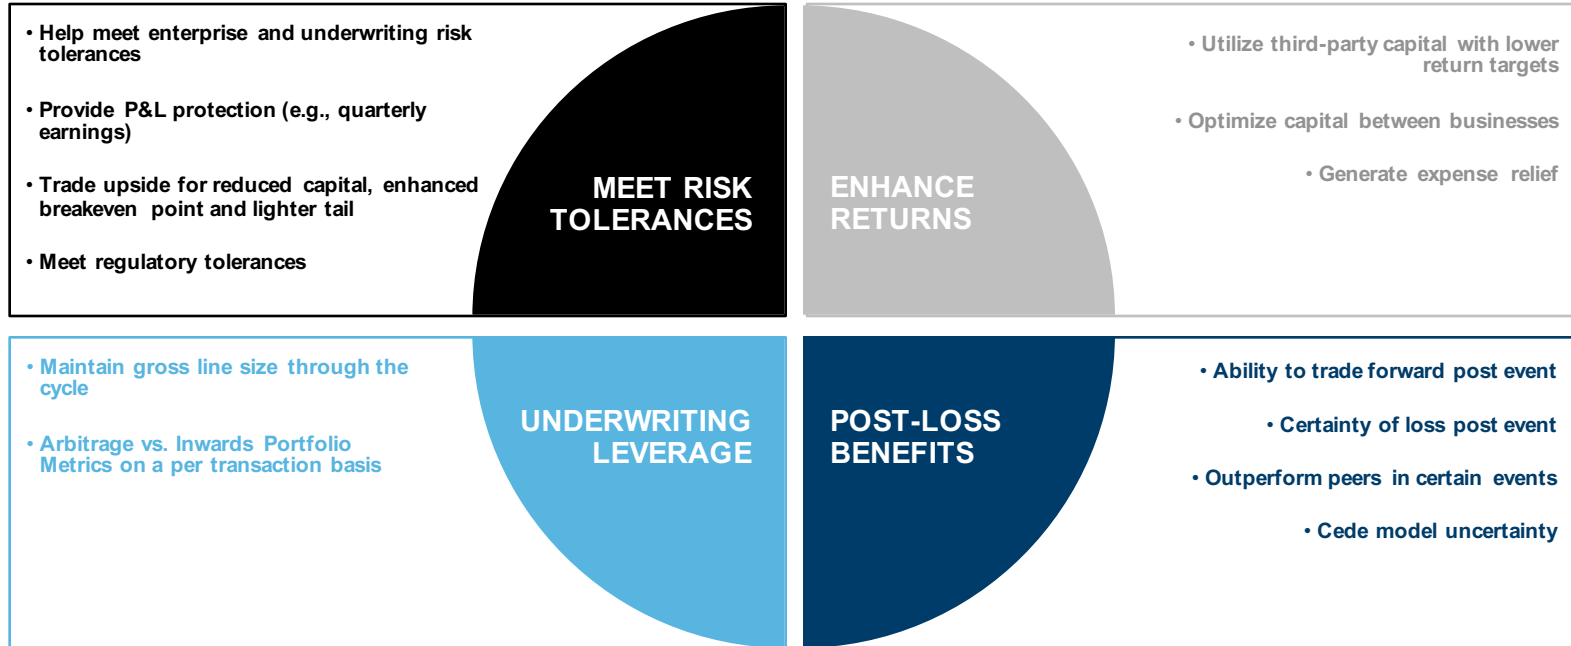 • Help meet enterprise and underwriting risk
tolerances
• Provide P&L protection (e.g., quarterly
earnings)
• Trade upside for reduced capital, enhanced
breakeven point and lighter tail
• Meet regulatory tolerances
MEET RISK
TOLERANCES
ENHANCE
RETURNS
• Utilize third-party capital with lower
return targets
• Optimize capital between businesses
• Generate expense relief
• Maintain gross line size through the
cycle
• Arbitrage vs. Inwards Portfolio
Metrics on a per transaction basis
UNDERWRITING
LEVERAGE
POST-LOSS
BENEFITS
• Ability to trade forward post event
• Certainty of loss post event
• Outperform peers in certain events
• Cede model uncertainty